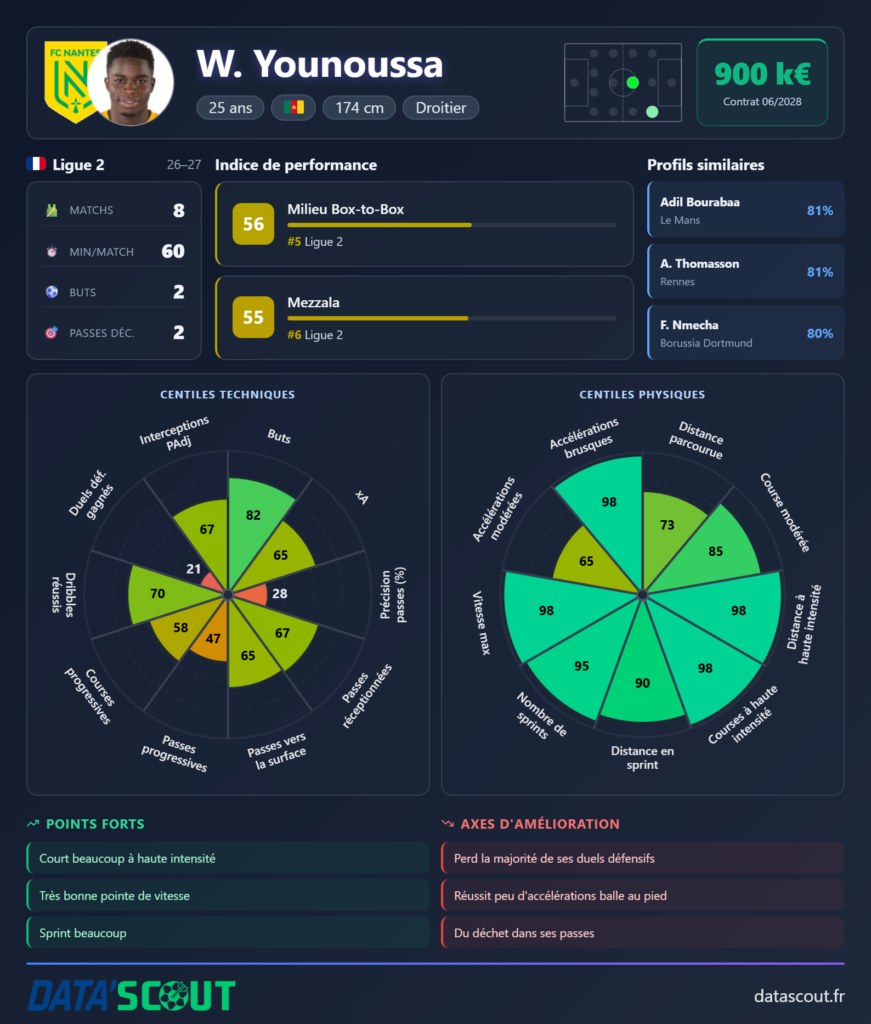 FC NANTES
N
W. Younoussa
25 ans
174 cm
Droitier
900 k€
Contrat 06/2028
Ligue 2
26–27
MATCHS 8
MIN/MATCH 60
BUTS 2
PASSES DÉC. 2
Indice de performance
56
Milieu Box-to-Box
#5 Ligue 2
55
Mezzala
#6 Ligue 2
Profils similaires
Adil Bourabaa
Le Mans
81%
A. Thomasson
Rennes
81%
F. Nmecha
Borussia Dortmund
80%
CENTILES TECHNIQUES
Buts
82
xA
65
Précision
passes (%)
28
Passes
réceptionnées
67
Passes vers
la surface
65
Passes
progressives
47
Courses
progressives
58
Dribbles
réussis
70
Duels déf.
gagnés
21
Interceptions
PAdj
67
CENTILES PHYSIQUES
Distance
parcourue
73
Course modérée
85
Distance à
haute intensité
98
Courses à haute
intensité
98
Distance en
sprint
90
Nombre de
sprints
95
Vitesse max
98
Accélérations
modérées
65
Accélérations
brusques
98
POINTS FORTS
Court beaucoup à haute intensité
Très bonne pointe de vitesse
Sprint beaucoup
AXES D'AMÉLIORATION
Perd la majorité de ses duels défensifs
Réussit peu d'accélérations balle au pied
Du déchet dans ses passes
DATA'SCOUT
datascout.fr